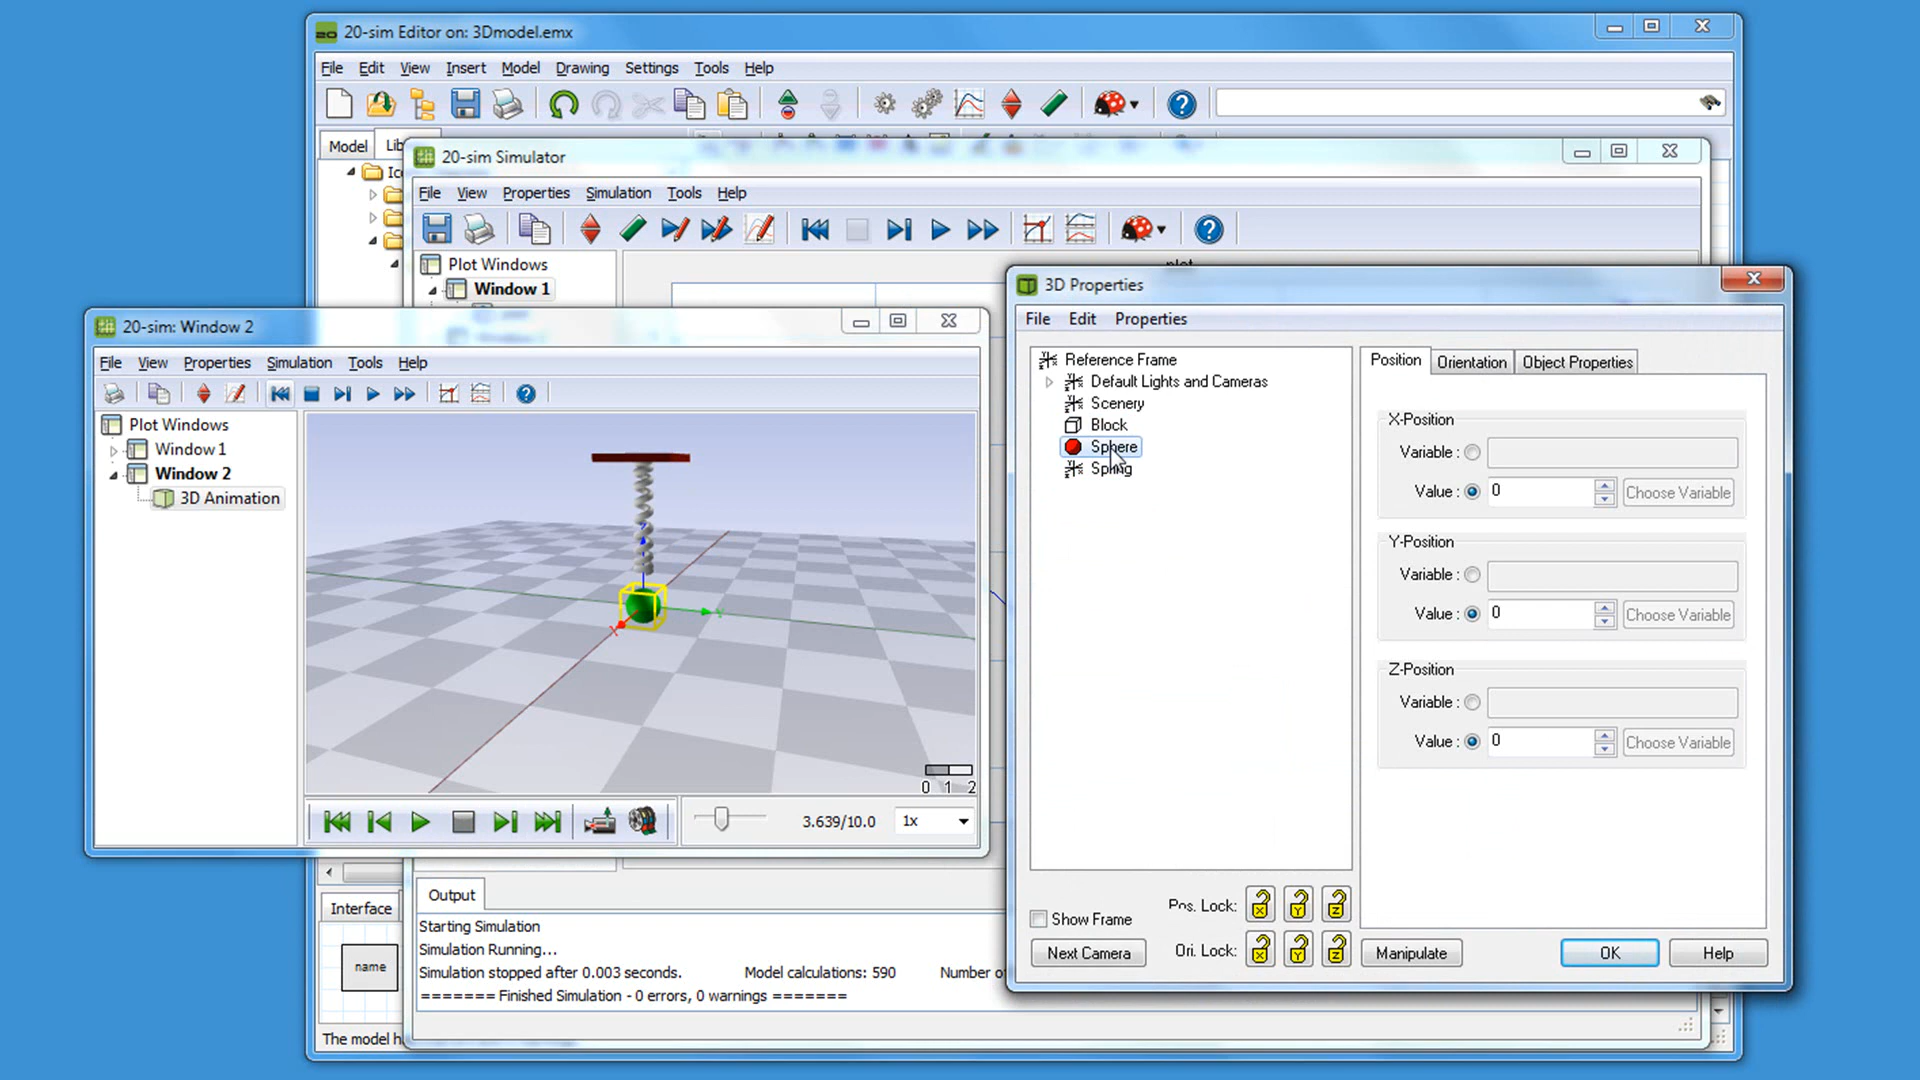 20-sim Editor on: 3Dmodel.emx
File Edit View Insert Model Drawing Settings Tools Help
Model
20-sim Simulator
File View Properties Simulation Tools Help
Plot Windows
Window 1
20-sim: Window 2
File View Properties Simulation Tools Help
Plot Windows
Window 1
Window 2
3D Animation
X
Y
0 1 2
3.639/10.0 1x
3D Properties
File Edit Properties
Reference Frame
Default Lights and Cameras
Scenery
Block
Sphere
Spring
Position Orientation Object Properties
X-Position
Variable :
Value : 0 Choose Variable
Y-Position
Variable :
Value : 0 Choose Variable
Z-Position
Variable :
Value : 0 Choose Variable
Show Frame
Pos. Lock: X Y Z
Next Camera
Ori. Lock: X Y Z
Manipulate OK Help
Interface
name
Output
Starting Simulation
Simulation Running...
Simulation stopped after 0.003 seconds. Model calculations: 590 Number
======= Finished Simulation - 0 errors, 0 warnings =======
The model